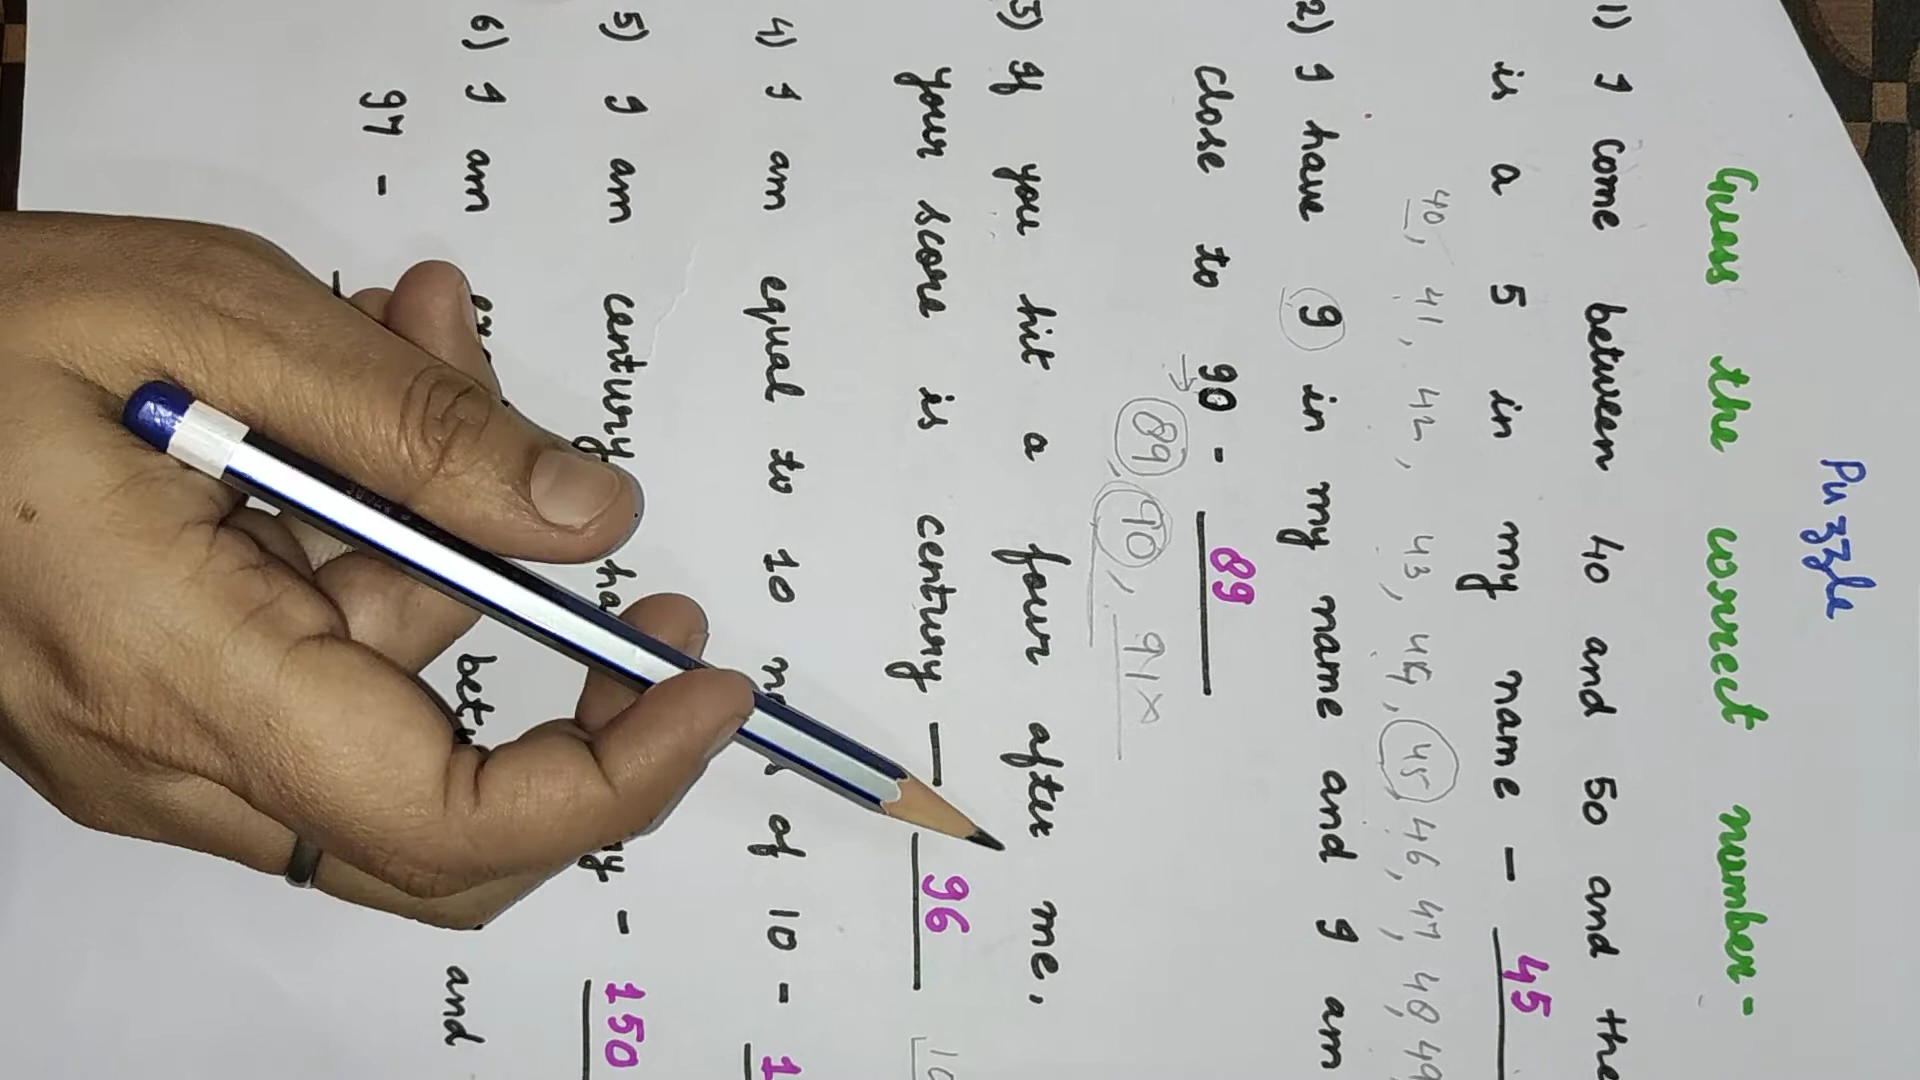 Puzzle
Guess the correct number-
1) I come between 40 and 50 and the
is a 5 in my name - 45
40, 41, 42, 43, 44, 45, 46, 47, 48, 49
2) I have 9 in my name and I am
close to 90 - 89
89, 90, 91 x
3) If you hit a four after me,
your score is century - 96
4) I am equal to 10 of 10 -
5) I am century - 150
6) I am and
97 -